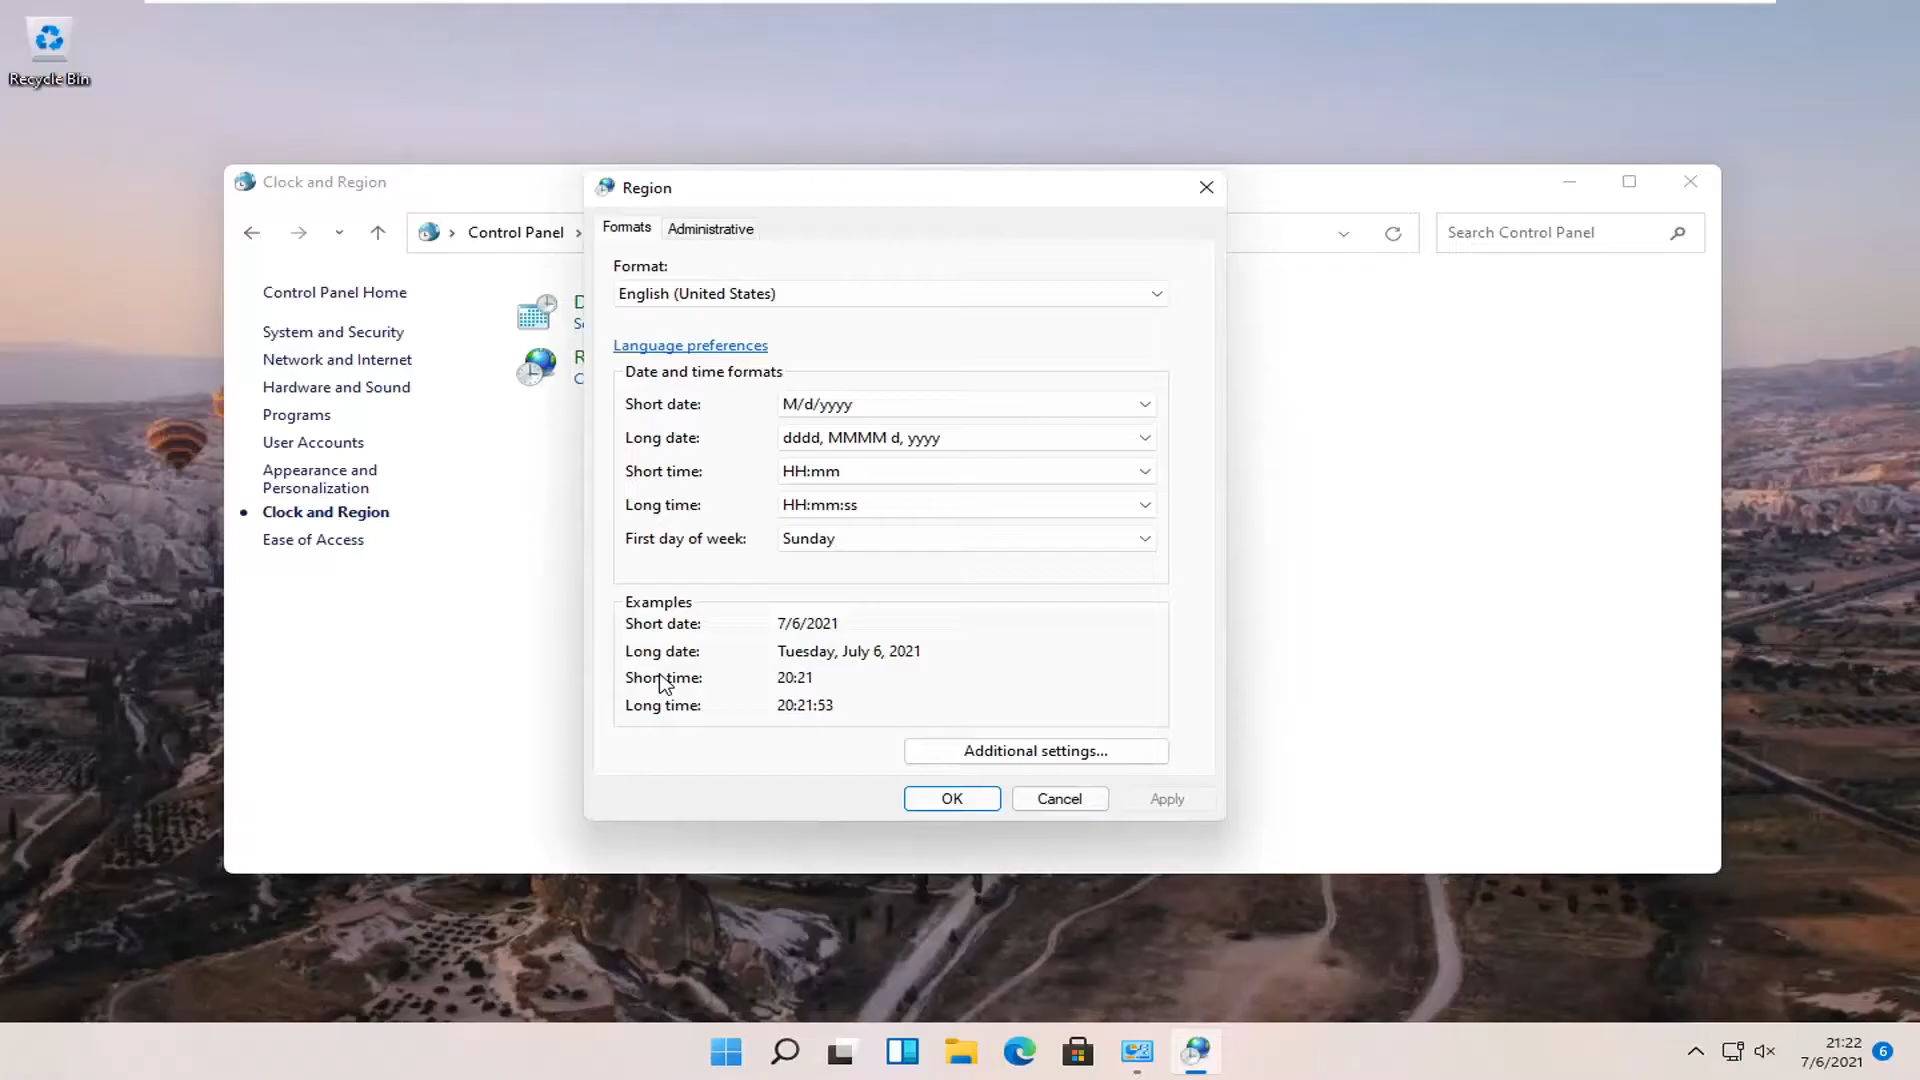 Recycle Bin
Clock and Region
Control Panel
Search Control Panel
Control Panel Home
System and Security
Network and Internet
Hardware and Sound
Programs
User Accounts
Appearance and
Personalization
Clock and Region
Ease of Access
D
Se
R
C
Region
Formats
Administrative
Format:
English (United States)
Language preferences
Date and time formats
Short date: M/d/yyyy
Long date: dddd, MMMM d, yyyy
Short time: HH:mm
Long time: HH:mm:ss
First day of week: Sunday
Examples
Short date: 7/6/2021
Long date: Tuesday, July 6, 2021
Short time: 20:21
Long time: 20:21:53
Additional settings...
OK
Cancel
Apply
21:22
7/6/2021
6